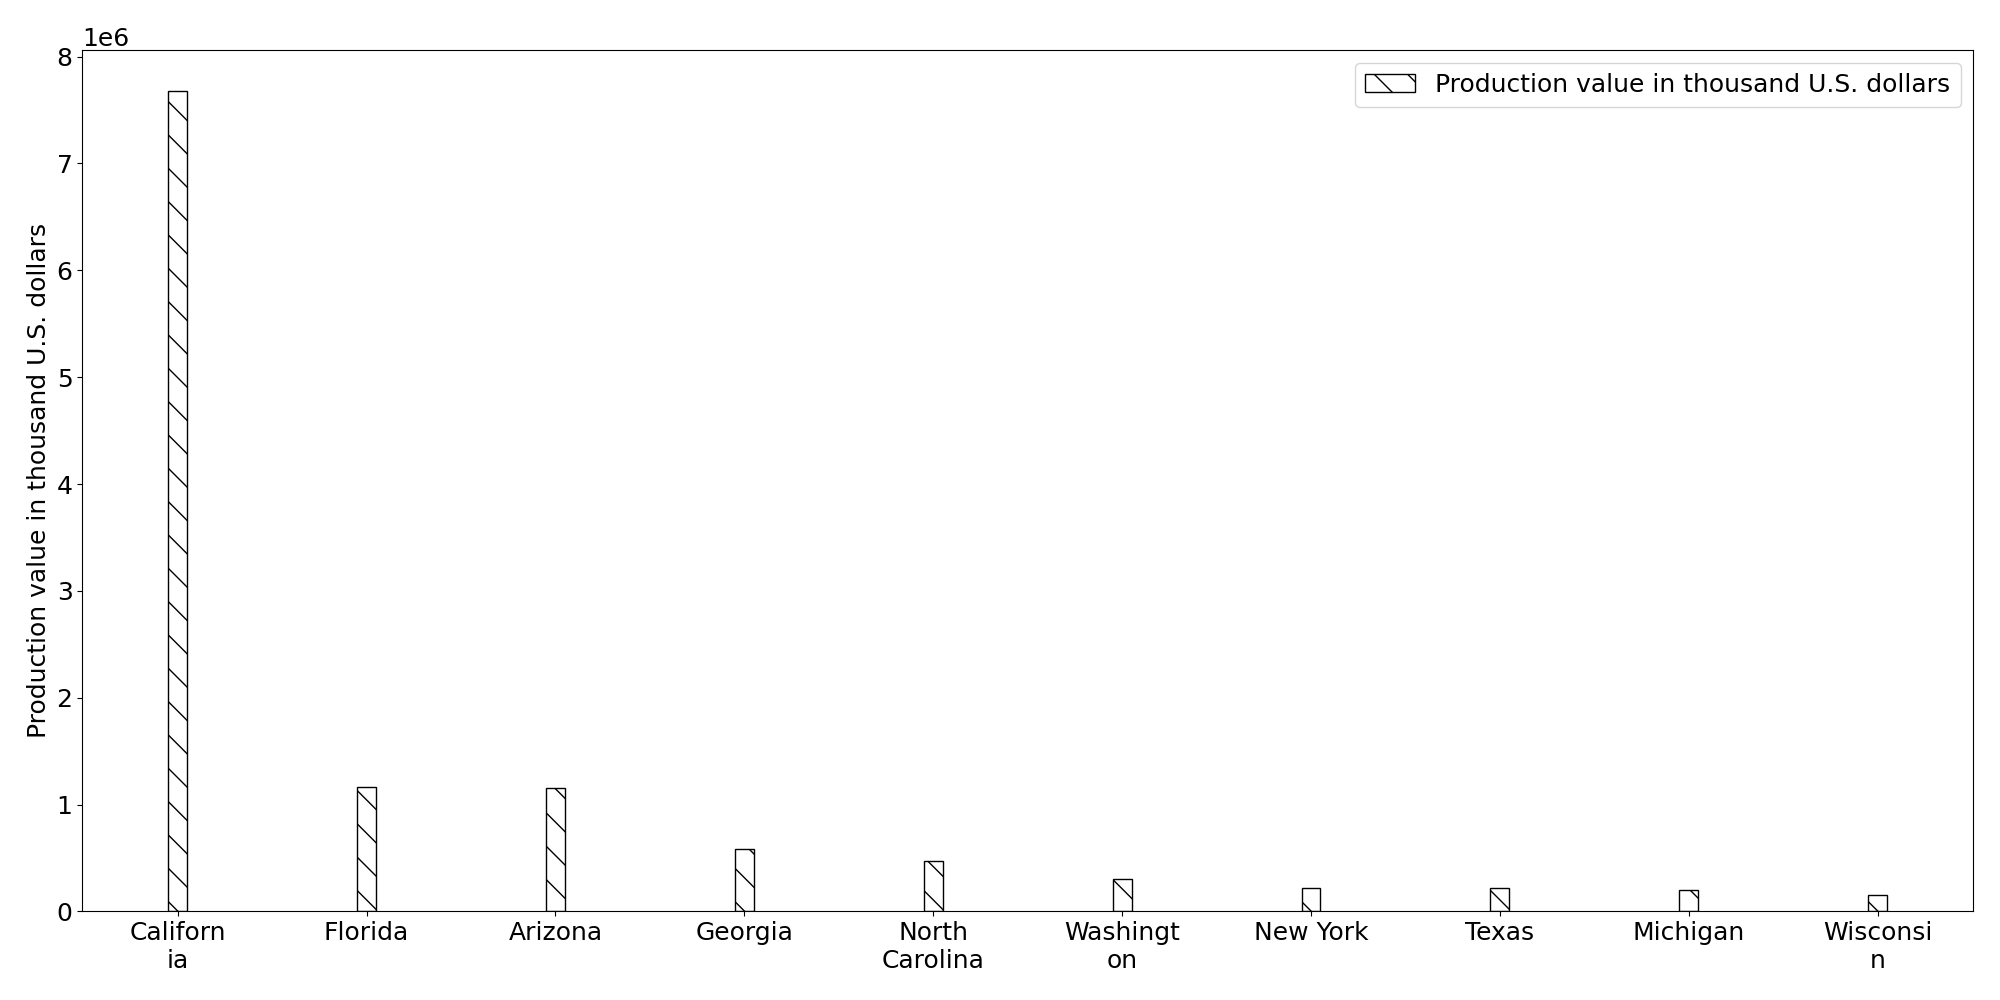 1e6
8
7
6
5
4
3
2
1
0
Production value in thousand U.S. dollars
Production value in thousand U.S. dollars
Californ
ia
Florida
Arizona
Georgia
North
Carolina
Washingt
on
New York
Texas
Michigan
Wisconsi
n